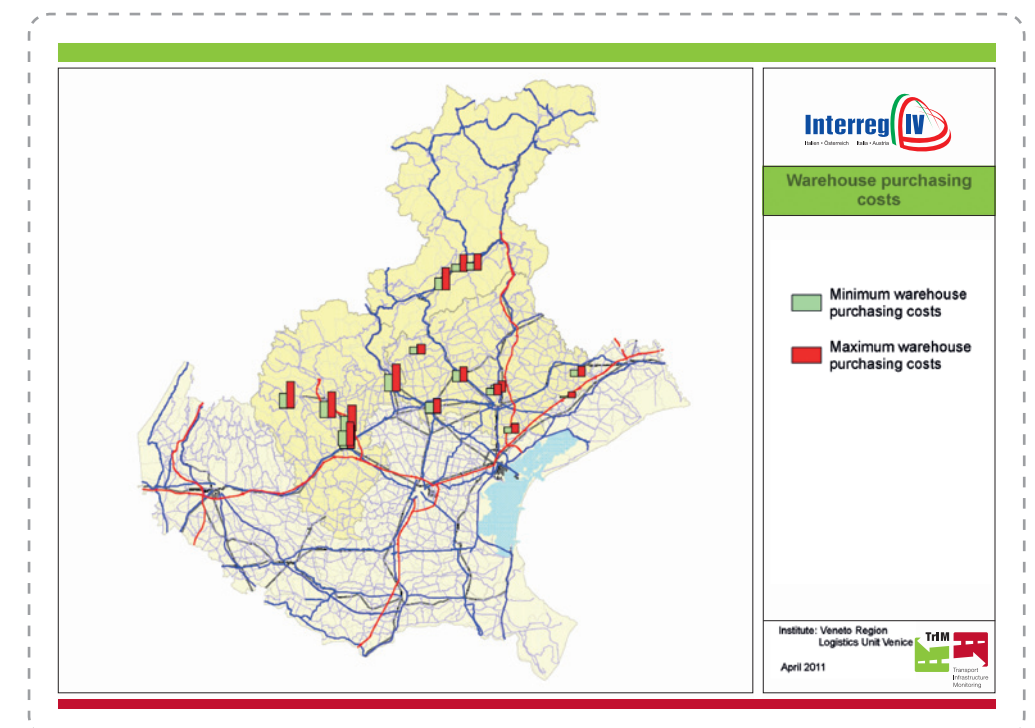 Interreg IV
Italien • Österreich Italia • Austria
Warehouse purchasing
costs
Minimum warehouse
purchasing costs
Maximum warehouse
purchasing costs
Institute: Veneto Region
Logistics Unit Venice
April 2011
TrIM
Transport
Infrastructure
Monitoring